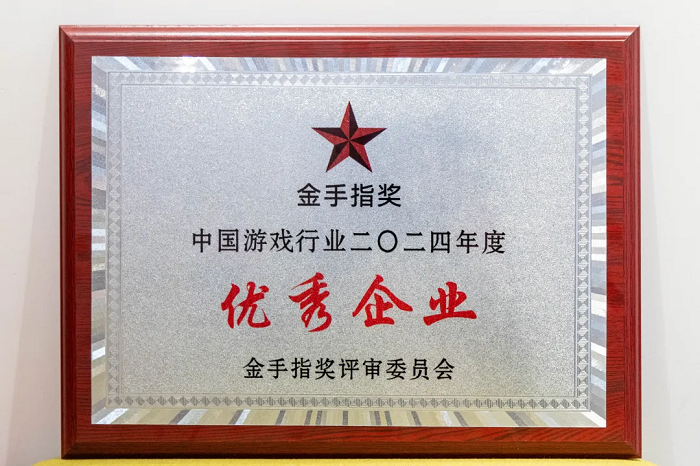 金手指奖
中国游戏行业二〇二四年度
优秀企业
金手指奖评审委员会